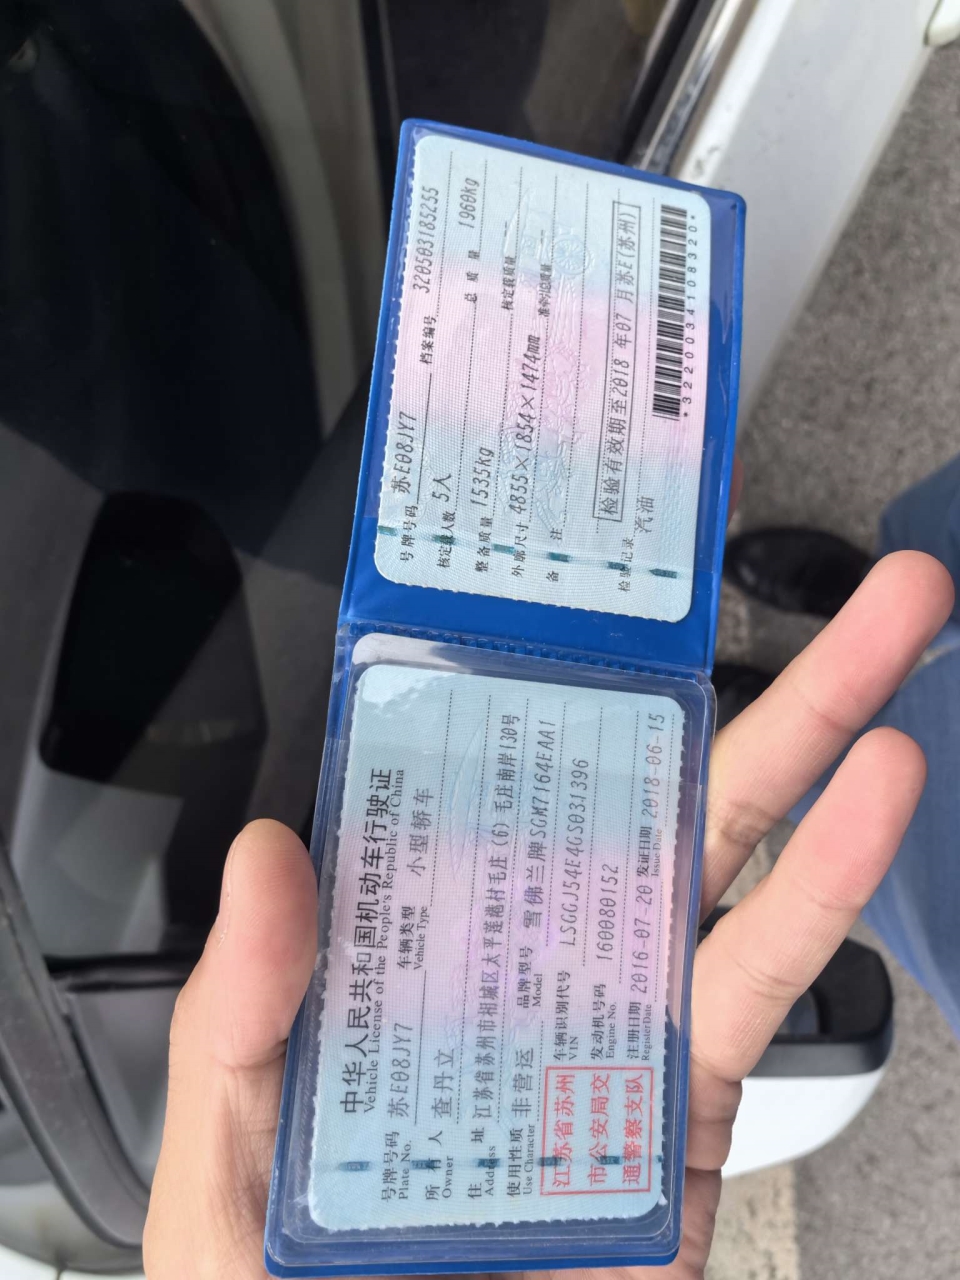 中华人民共和国机动车行驶证
Vehicle License of the People's Republic of China
号牌号码 苏E08JY7 车辆类型 小型轿车
Plate No. Vehicle Type
所有人 查丹立
Owner
住址 江苏省苏州市相城区太平莲港村毛庄(6)毛庄南岸130号
Address
使用性质 非营运 品牌型号 雪佛兰牌SGM7164EAA1
Use Character Model
江苏省苏州市公安局交通警察支队
车辆识别代号 LSGGJ54E4GS031396
VIN
发动机号码 160080152
Engine No.
注册日期 2016-07-20 发证日期 2018-06-15
Register Date Issue Date
号牌号码 苏E08JY7 档案编号 320503185255
核定载人数 5人 总质量 1960kg
整备质量 1535kg 核定载质量
外廓尺寸 4855×1854×1474mm 准牵引总质量
备注
检验有效期至2018年07月苏E(苏州)
检验记录 汽油
*3220034108320*